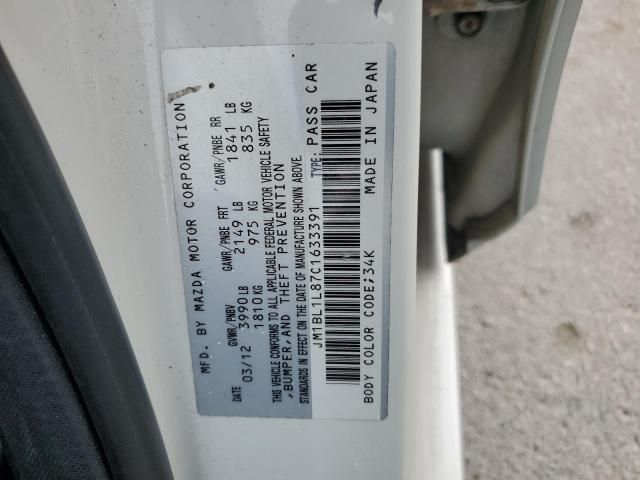 MFD. BY MAZDA MOTOR CORPORATION
DATE GVWR/PNBV GAWR/PNBE FRT GAWR/PNBE RR
03/12 3990 LB 2149 LB 1841 LB
1810 KG 975 KG 835 KG
THIS VEHICLE CONFORMS TO ALL APPLICABLE FEDERAL MOTOR VEHICLE SAFETY
,BUMPER,AND THEFT PREVENTION
STANDARDS IN EFFECT ON THE DATE OF MANUFACTURE SHOWN ABOVE.
JM1BL1L87C1633391 TYPE: PASS CAR
BODY COLOR CODE:34K MADE IN JAPAN